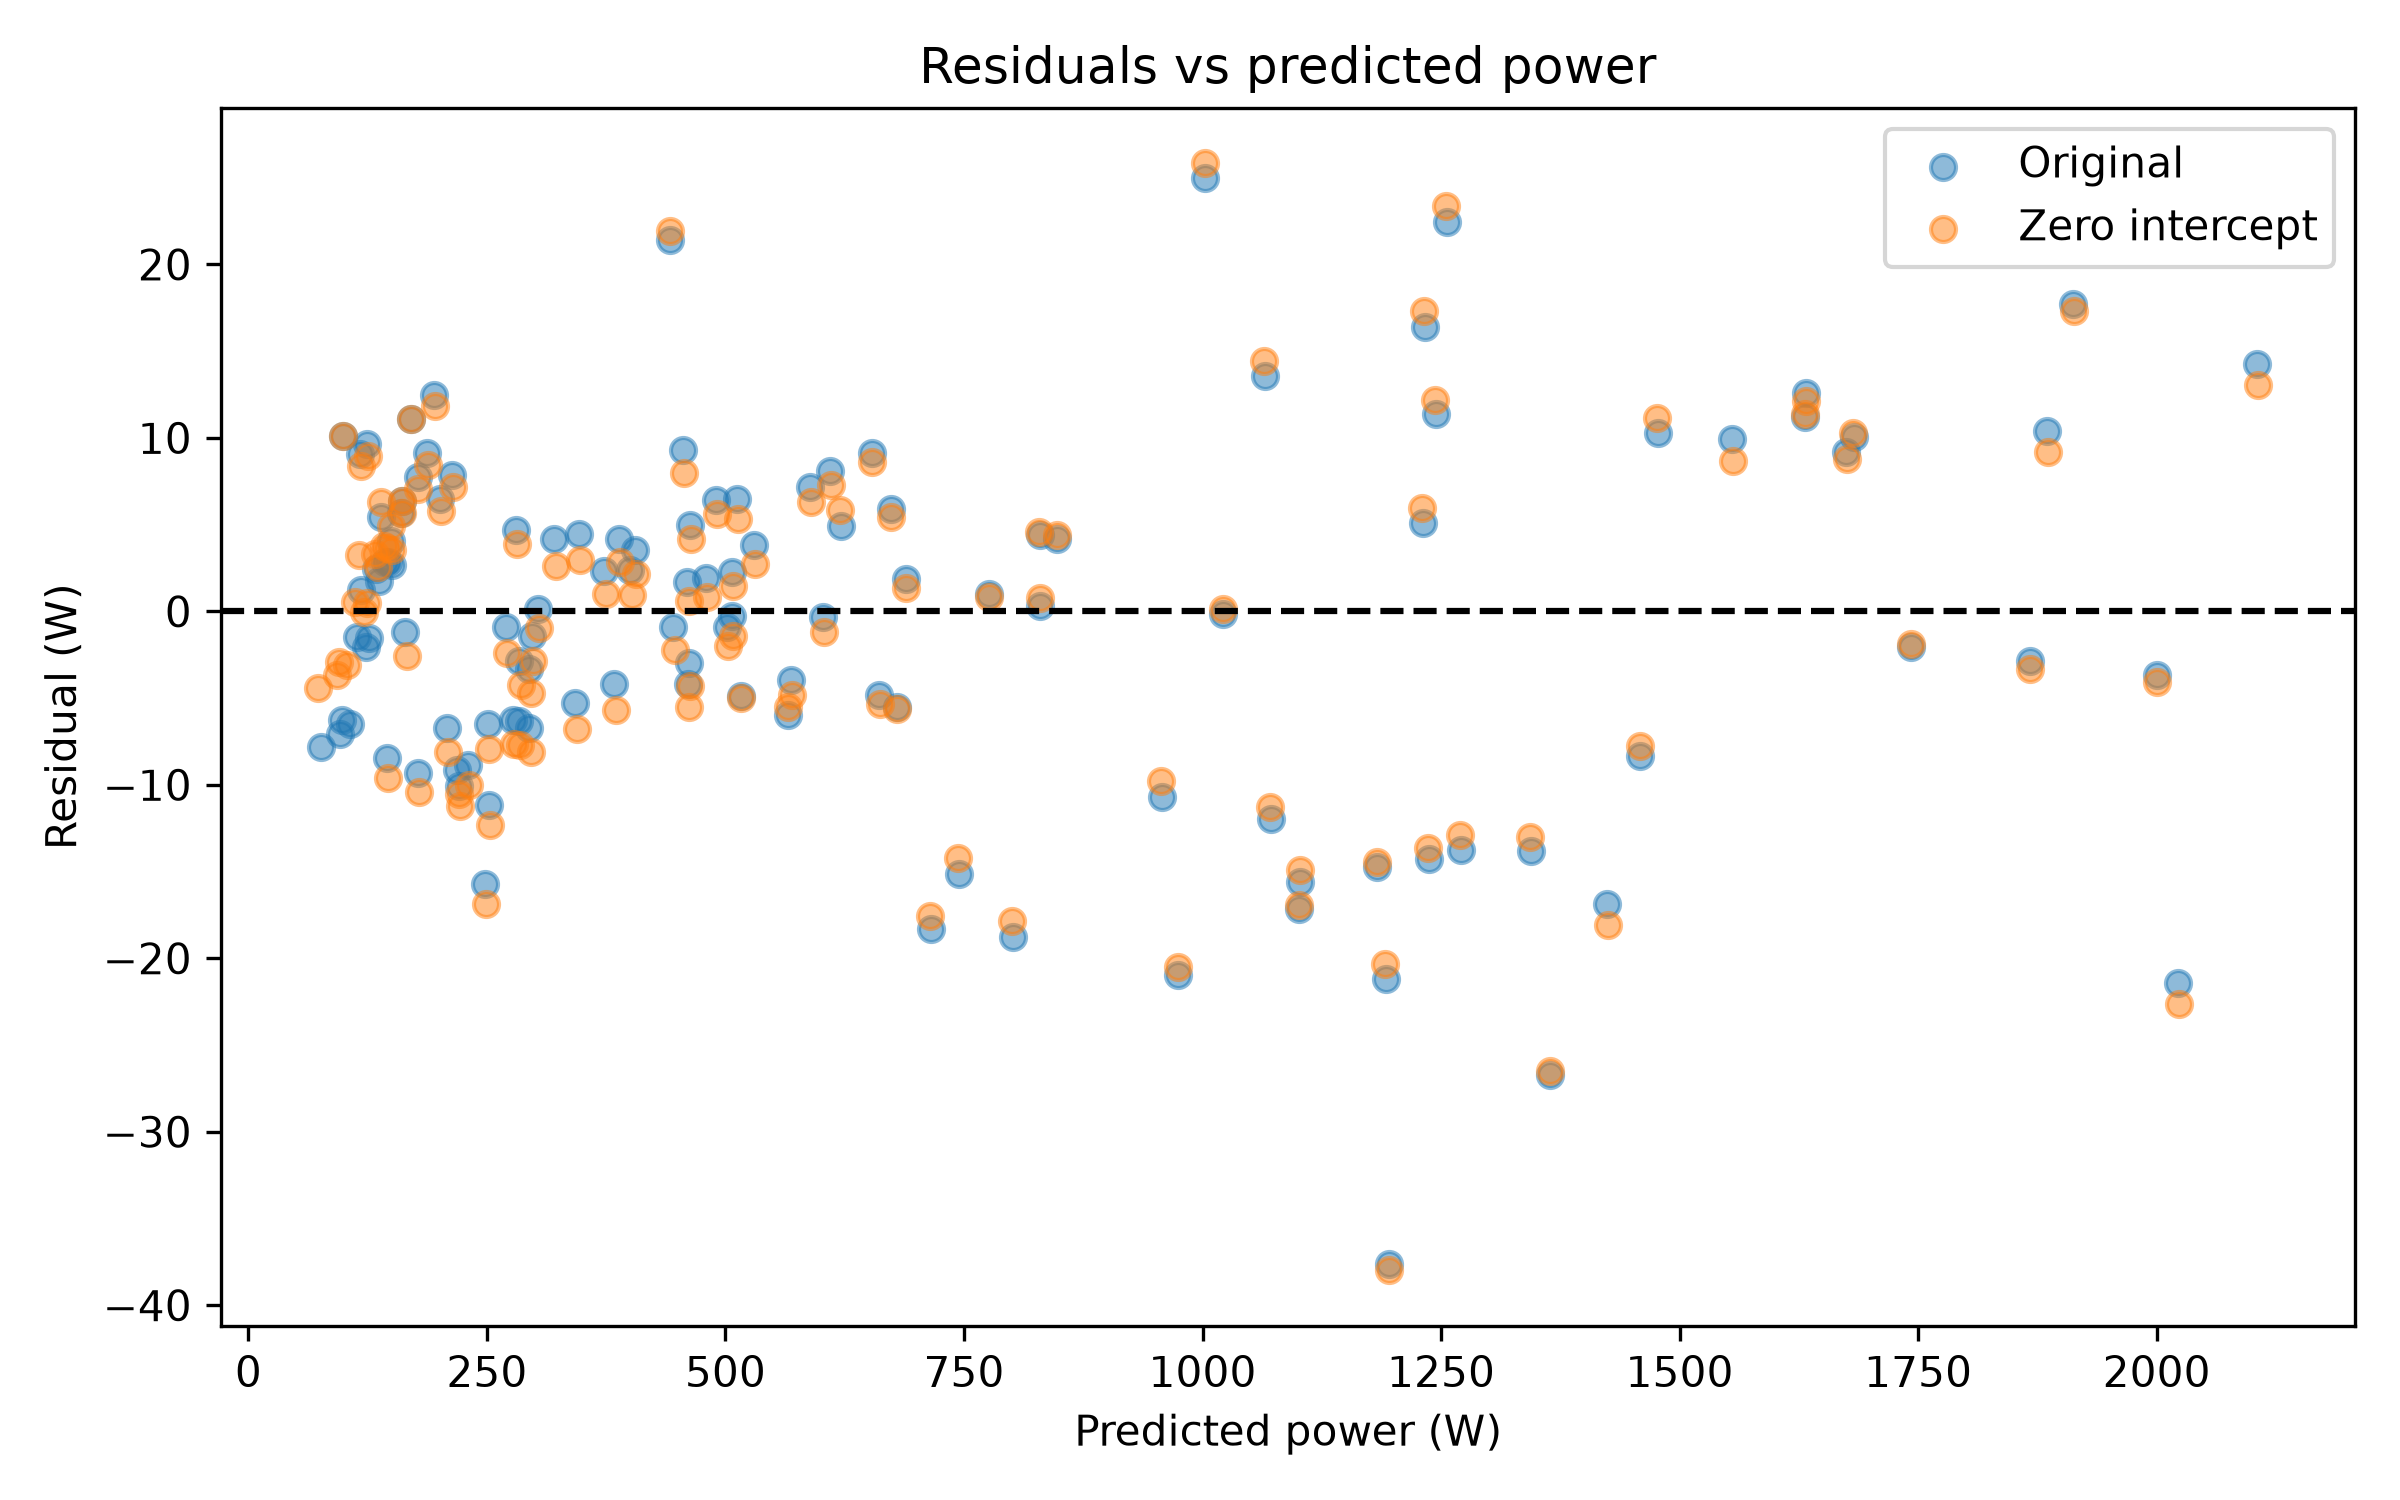 Residuals vs predicted power
Original
Zero intercept
20
10
0
−10
−20
−30
−40
Residual (W)
0 250 500 750 1000 1250 1500 1750 2000
Predicted power (W)